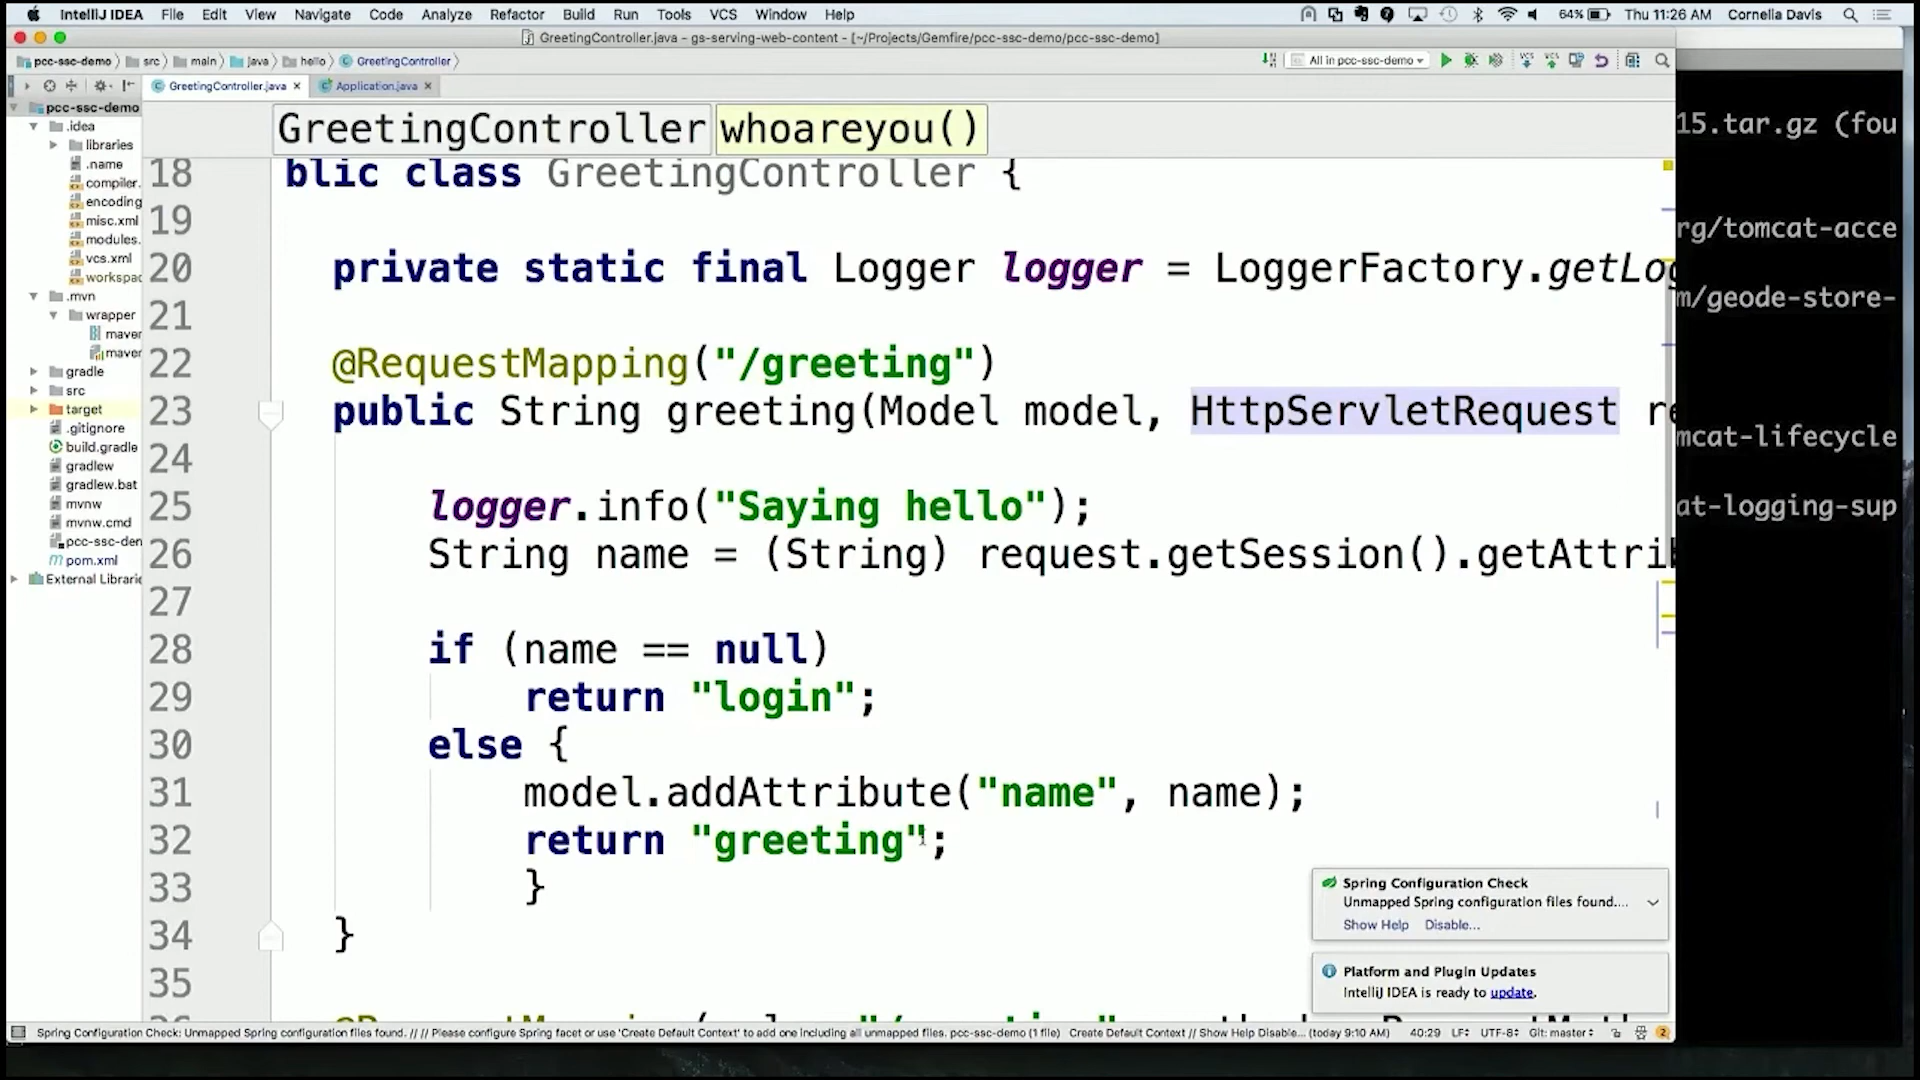 IntelliJ IDEA File Edit View Navigate Code Analyze Refactor Build Run Tools VCS Window Help 64% Thu 11:26 AM Cornelia Davis
GreetingController.java - gs-serving-web-content - [~/Projects/Gemfire/pcc-ssc-demo/pcc-ssc-demo]
pcc-ssc-demo src main java hello GreetingController All in pcc-ssc-demo
GreetingController.java Application.java
pcc-ssc-demo
.idea
libraries
.name
compiler.
encoding
misc.xml
modules.
vcs.xml
workspac
.mvn
wrapper
maven
maven
gradle
src
target
.gitignore
build.gradle
gradlew
gradlew.bat
mvnw
mvnw.cmd
pcc-ssc-den
pom.xml
External Librarie
GreetingController whoareyou()
18 blic class GreetingController {
19
20 private static final Logger logger = LoggerFactory.getLog
21
22 @RequestMapping("/greeting")
23 public String greeting(Model model, HttpServletRequest re
24
25 logger.info("Saying hello");
26 String name = (String) request.getSession().getAttrib
27
28 if (name == null)
29 return "login";
30 else {
31 model.addAttribute("name", name);
32 return "greeting";
33 }
34 }
35
15.tar.gz (fou
rg/tomcat-acce
m/geode-store-
mcat-lifecycle
at-logging-sup
Spring Configuration Check
Unmapped Spring configuration files found....
Show Help Disable...
Platform and Plugin Updates
IntelliJ IDEA is ready to update.
Spring Configuration Check: Unmapped Spring configuration files found. // // Please configure Spring facet or use 'Create Default Context' to add one including all unmapped files. pcc-ssc-demo (1 file) Create Default Context // Show Help Disable... (today 9:10 AM) 40:29 LF UTF-8 Git: master 2